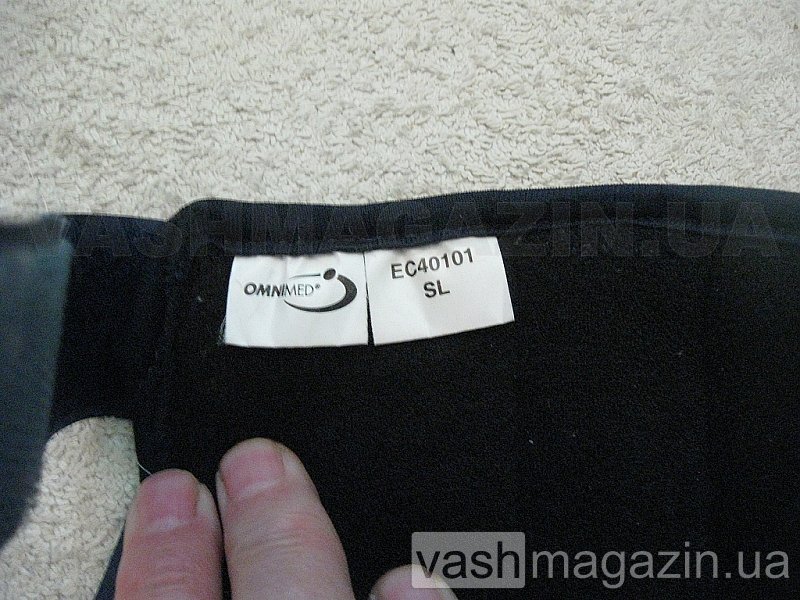 VASHMAGAZIN.UA
OMNIMED®
EC40101
SL
vashmagazin.ua